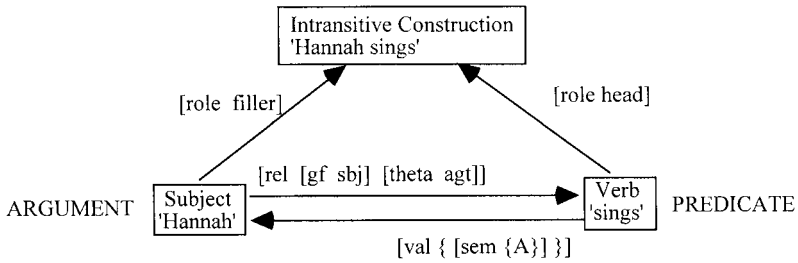 Intransitive Construction
'Hannah sings'
[role filler]
[role head]
[rel [gf sbj] [theta agt]]
ARGUMENT
Subject
'Hannah'
Verb
'sings'
PREDICATE
[val { [sem {A}] }]